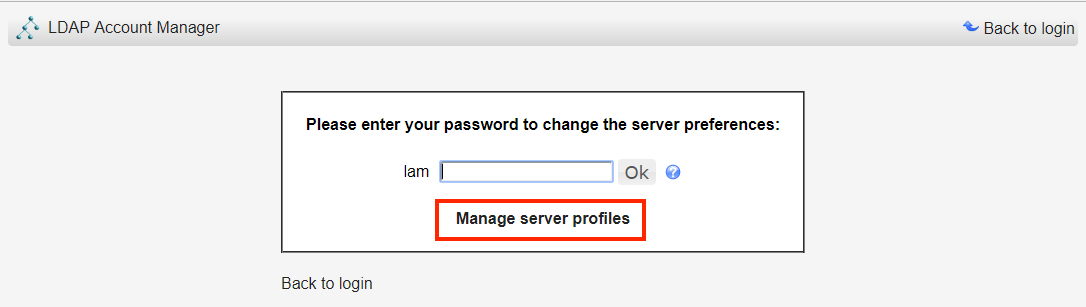 LDAP Account Manager
Back to login
Please enter your password to change the server preferences:
lam Ok ?
Manage server profiles
Back to login